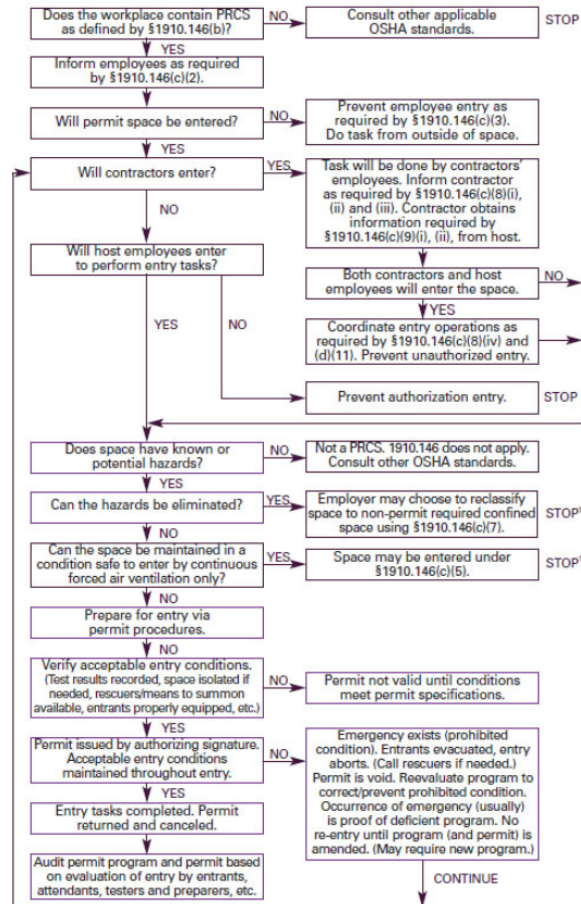 Does the workplace contain PRCS
as defined by §1910.146(b)?
NO
Consult other applicable
OSHA standards.
STOP
YES
Inform employees as required
by §1910.146(c)(2).
Will permit space be entered?
NO
Prevent employee entry as
required by §1910.146(c)(3).
Do task from outside of space.
YES
Will contractors enter?
YES
Task will be done by contractors'
employees. Inform contractor
as required by §1910.146(c)(8)(i),
(ii) and (iii). Contractor obtains
information required by
§1910.146(c)(9)(i), (ii), from host.
NO
Will host employees enter
to perform entry tasks?
Both contractors and host
employees will enter the space.
NO
YES
YES
NO
Coordinate entry operations as
required by §1910.146(c)(8)(iv) and
(d)(11). Prevent unauthorized entry.
Prevent authorization entry.
STOP
Does space have known or
potential hazards?
NO
Not a PRCS. 1910.146 does not apply.
Consult other OSHA standards.
YES
Can the hazards be eliminated?
YES
Employer may choose to reclassify
space to non-permit required confined
space using §1910.146(c)(7).
STOP¹
NO
Can the space be maintained in a
condition safe to enter by continuous
forced air ventilation only?
YES
Space may be entered under
§1910.146(c)(5).
STOP¹
NO
Prepare for entry via
permit procedures.
NO
Verify acceptable entry conditions.
(Test results recorded, space isolated if
needed, rescuers/means to summon
available, entrants properly equipped, etc.)
NO
Permit not valid until conditions
meet permit specifications.
YES
Permit issued by authorizing signature.
Acceptable entry conditions
maintained throughout entry.
NO
Emergency exists (prohibited
condition). Entrants evacuated, entry
aborts. (Call rescuers if needed.)
Permit is void. Reevaluate program to
correct/prevent prohibited condition.
Occurrence of emergency (usually)
is proof of deficient program. No
re-entry until program (and permit) is
amended. (May require new program.)
YES
Entry tasks completed. Permit
returned and canceled.
Audit permit program and permit based
on evaluation of entry by entrants,
attendants, testers and preparers, etc.
CONTINUE